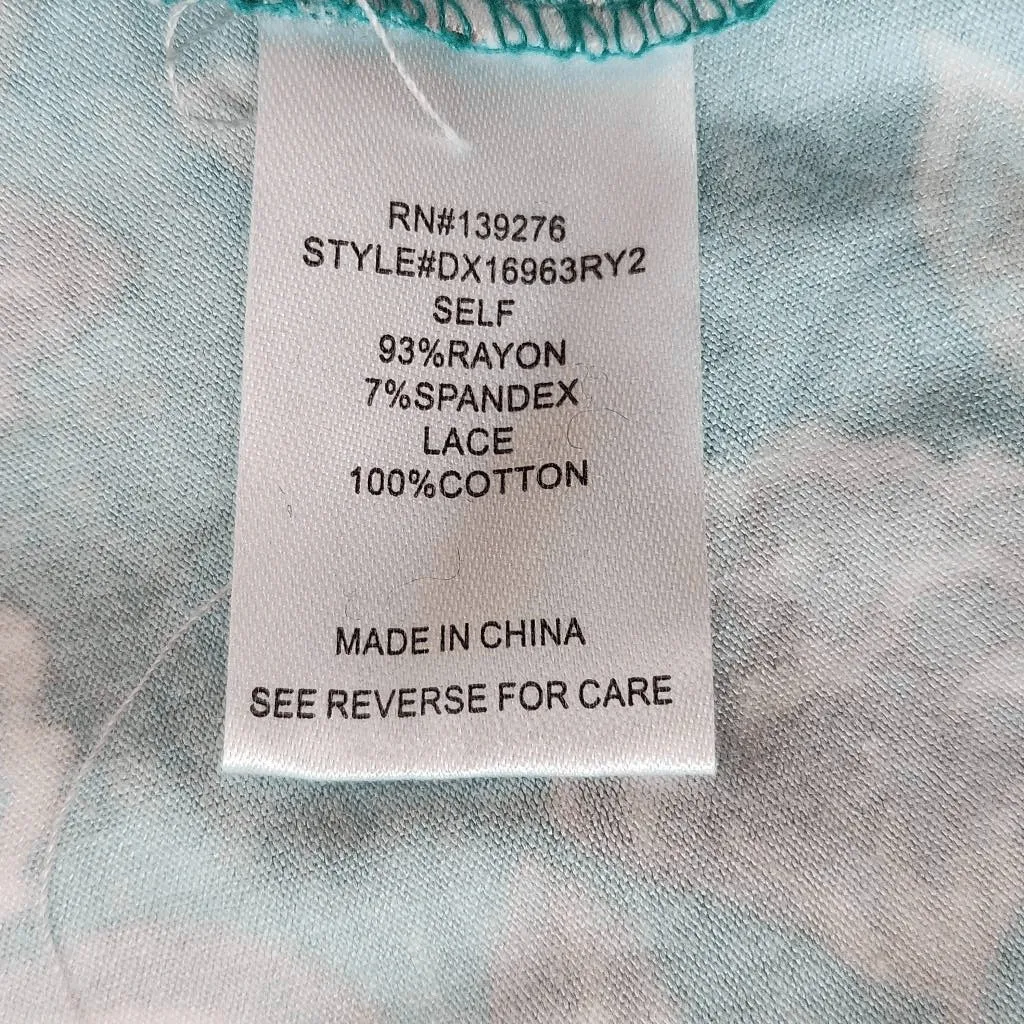 RN#139276
STYLE#DX16963RY2
SELF
93%RAYON
7%SPANDEX
LACE
100%COTTON
MADE IN CHINA
SEE REVERSE FOR CARE